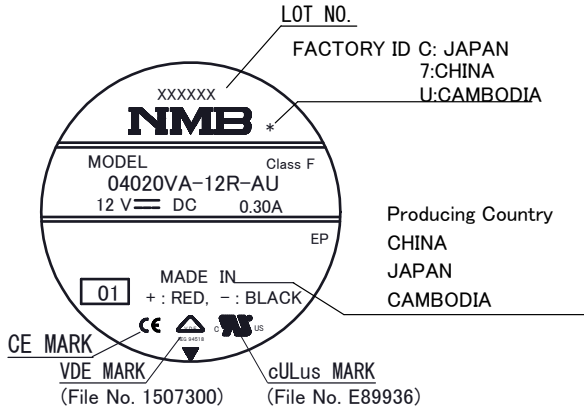 LOT NO.
FACTORY ID C: JAPAN
7:CHINA
U:CAMBODIA
XXXXXX
NMB *
MODEL Class F
04020VA-12R-AU
12 V DC 0.30A
EP
Producing Country
CHINA
JAPAN
CAMBODIA
MADE IN
01
+ : RED, - : BLACK
CE C US
CE MARK
VDE MARK
(File No. 1507300)
cULus MARK
(File No. E89936)